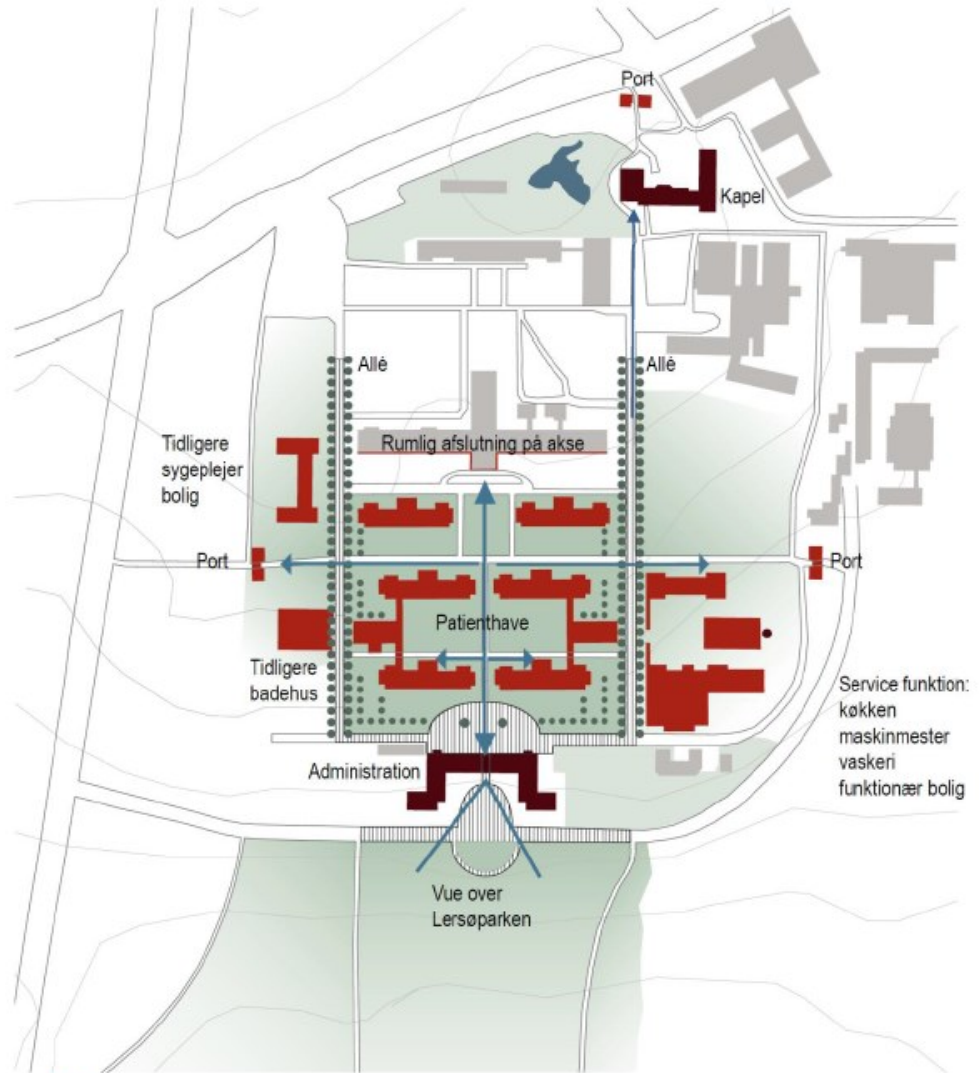 Port
Kapel
Allé
Allé
Rumlig afslutning på akse
Tidligere
sygeplejer
bolig
Port
Port
Patienthave
Tidligere
badehus
Service funktion:
køkken
maskinmester
vaskeri
funktionær bolig
Administration
Vue over
Lersøparken